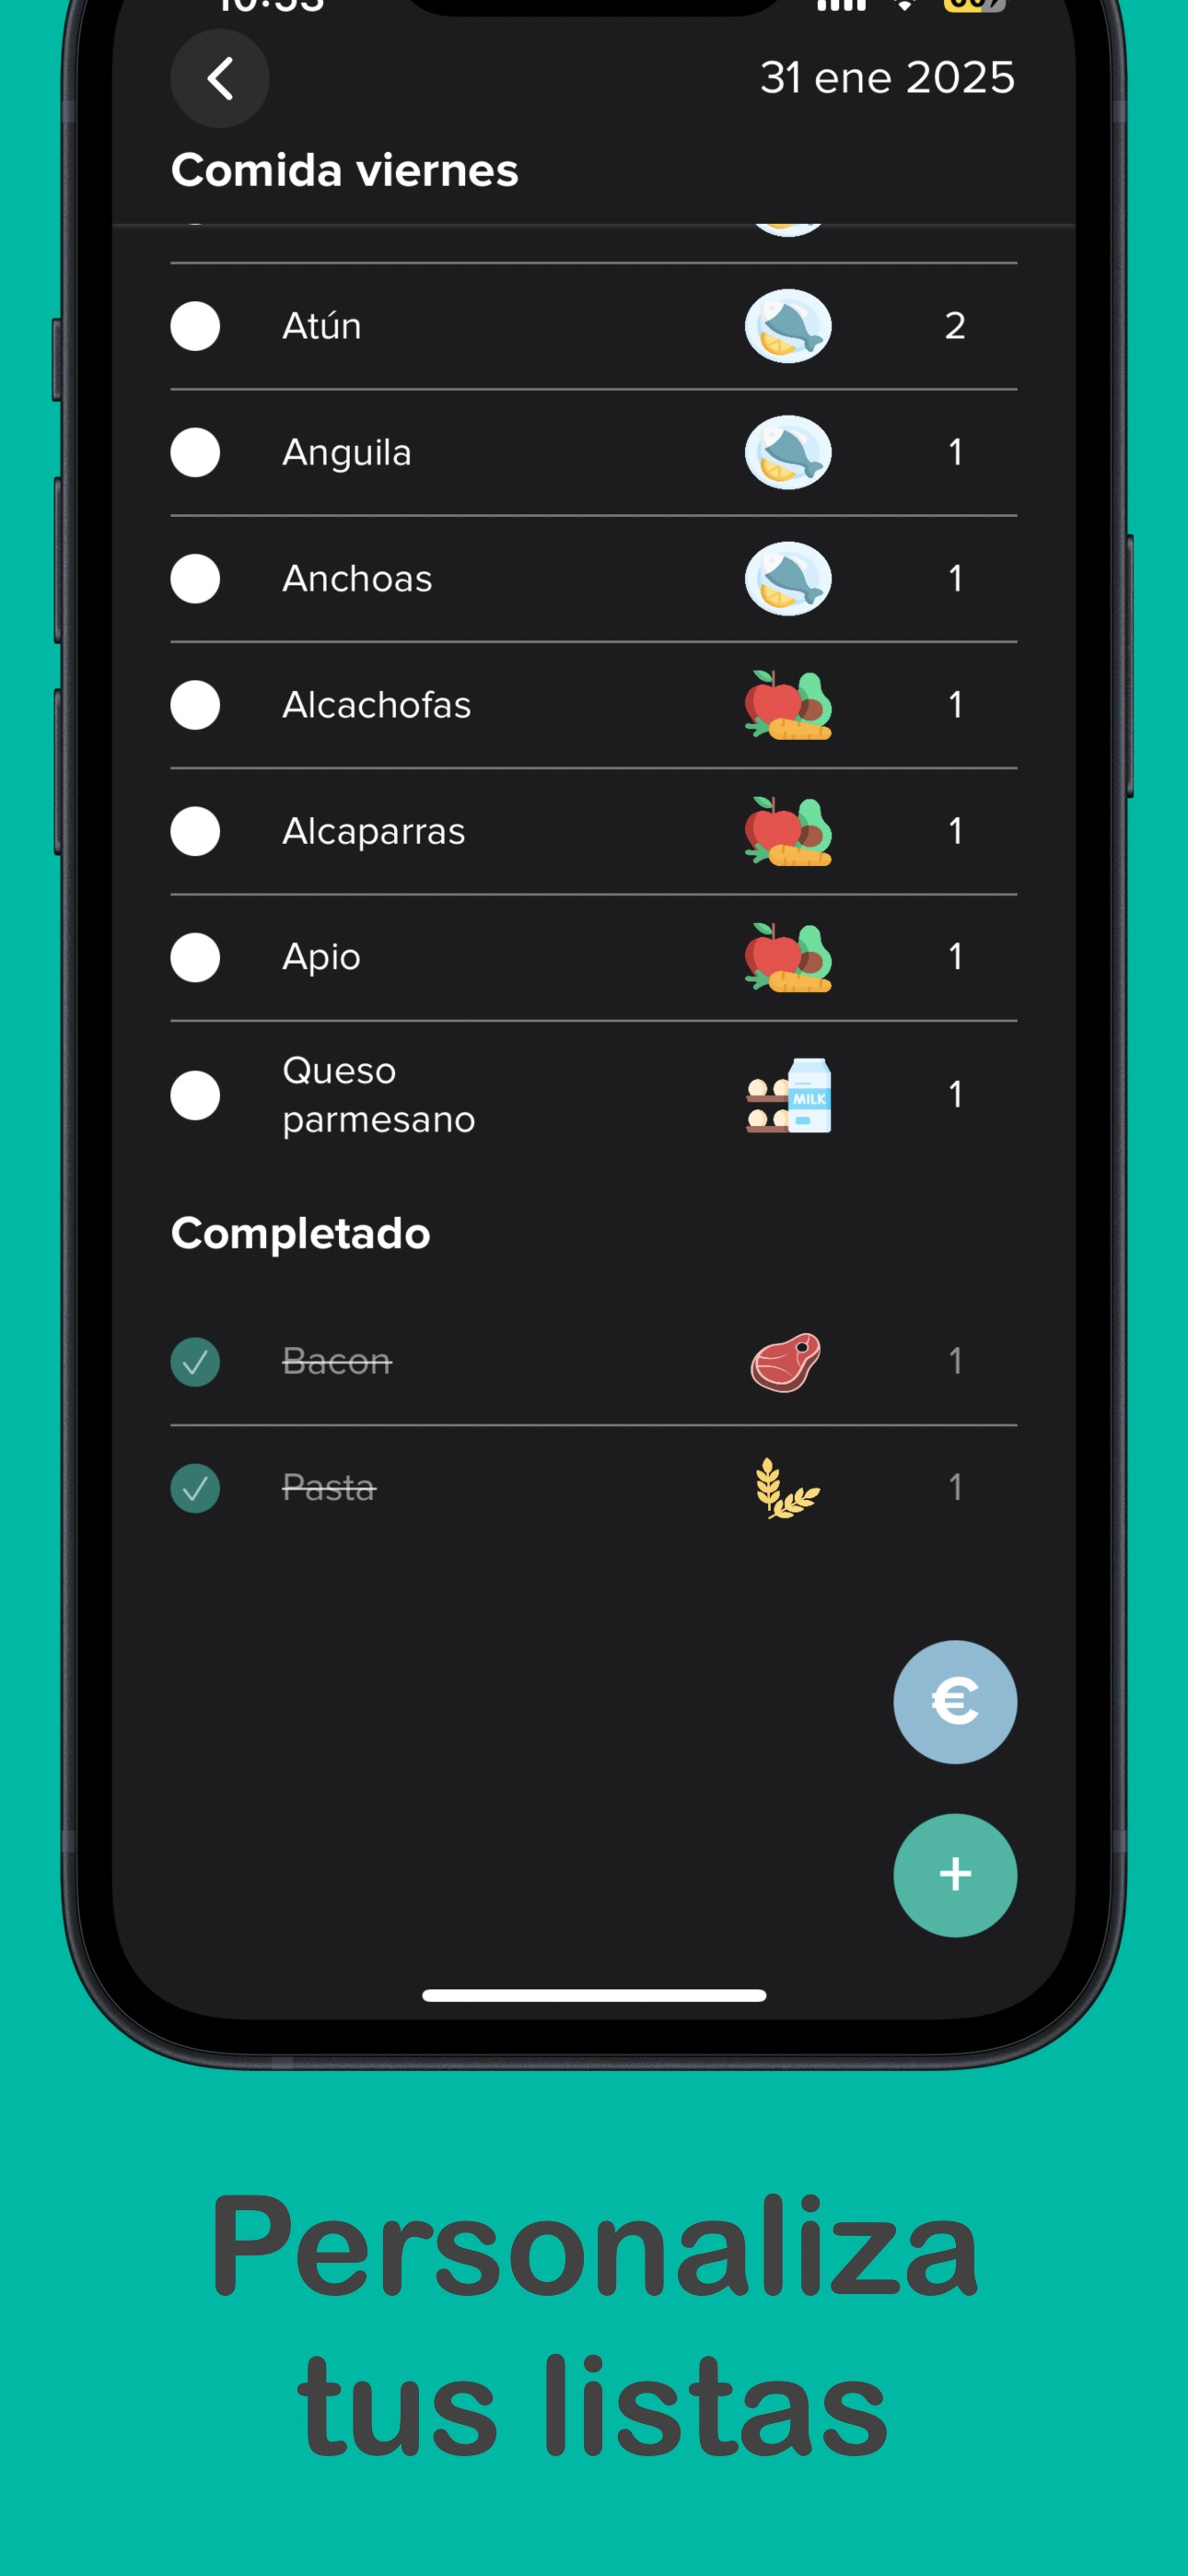 31 ene 2025
Comida viernes
Atún 2
Anguila 1
Anchoas 1
Alcachofas 1
Alcaparras 1
Apio 1
Queso
parmesano 1
MILK
Completado
Bacon 1
Pasta 1
€
+
Personaliza
tus listas